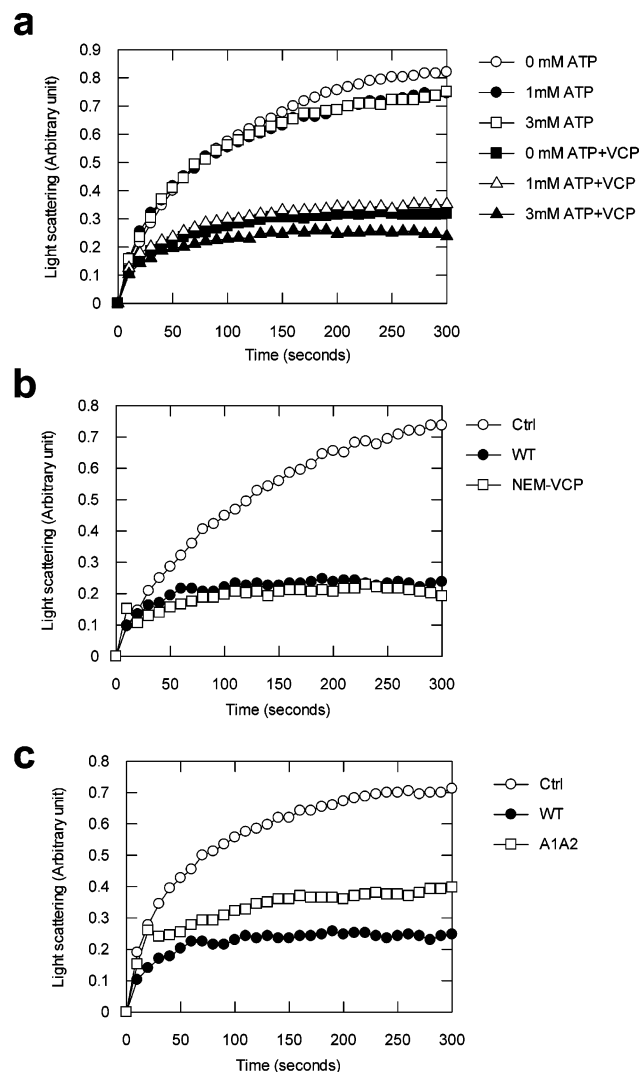 a
0.9
0.8
0.7
0.6
0.5
0.4
0.3
0.2
0.1
0
Light scattering (Arbitrary unit)
0 50 100 150 200 250 300
Time (seconds)
0 mM ATP
1mM ATP
3mM ATP
0 mM ATP+VCP
1mM ATP+VCP
3mM ATP+VCP
b
0.8
0.7
0.6
0.5
0.4
0.3
0.2
0.1
0
Light scattering (Arbitrary unit)
0 50 100 150 200 250 300
Time (seconds)
Ctrl
WT
NEM-VCP
c
0.8
0.7
0.6
0.5
0.4
0.3
0.2
0.1
0
Light scattering (Arbitrary unit)
0 50 100 150 200 250 300
Time (seconds)
Ctrl
WT
A1A2